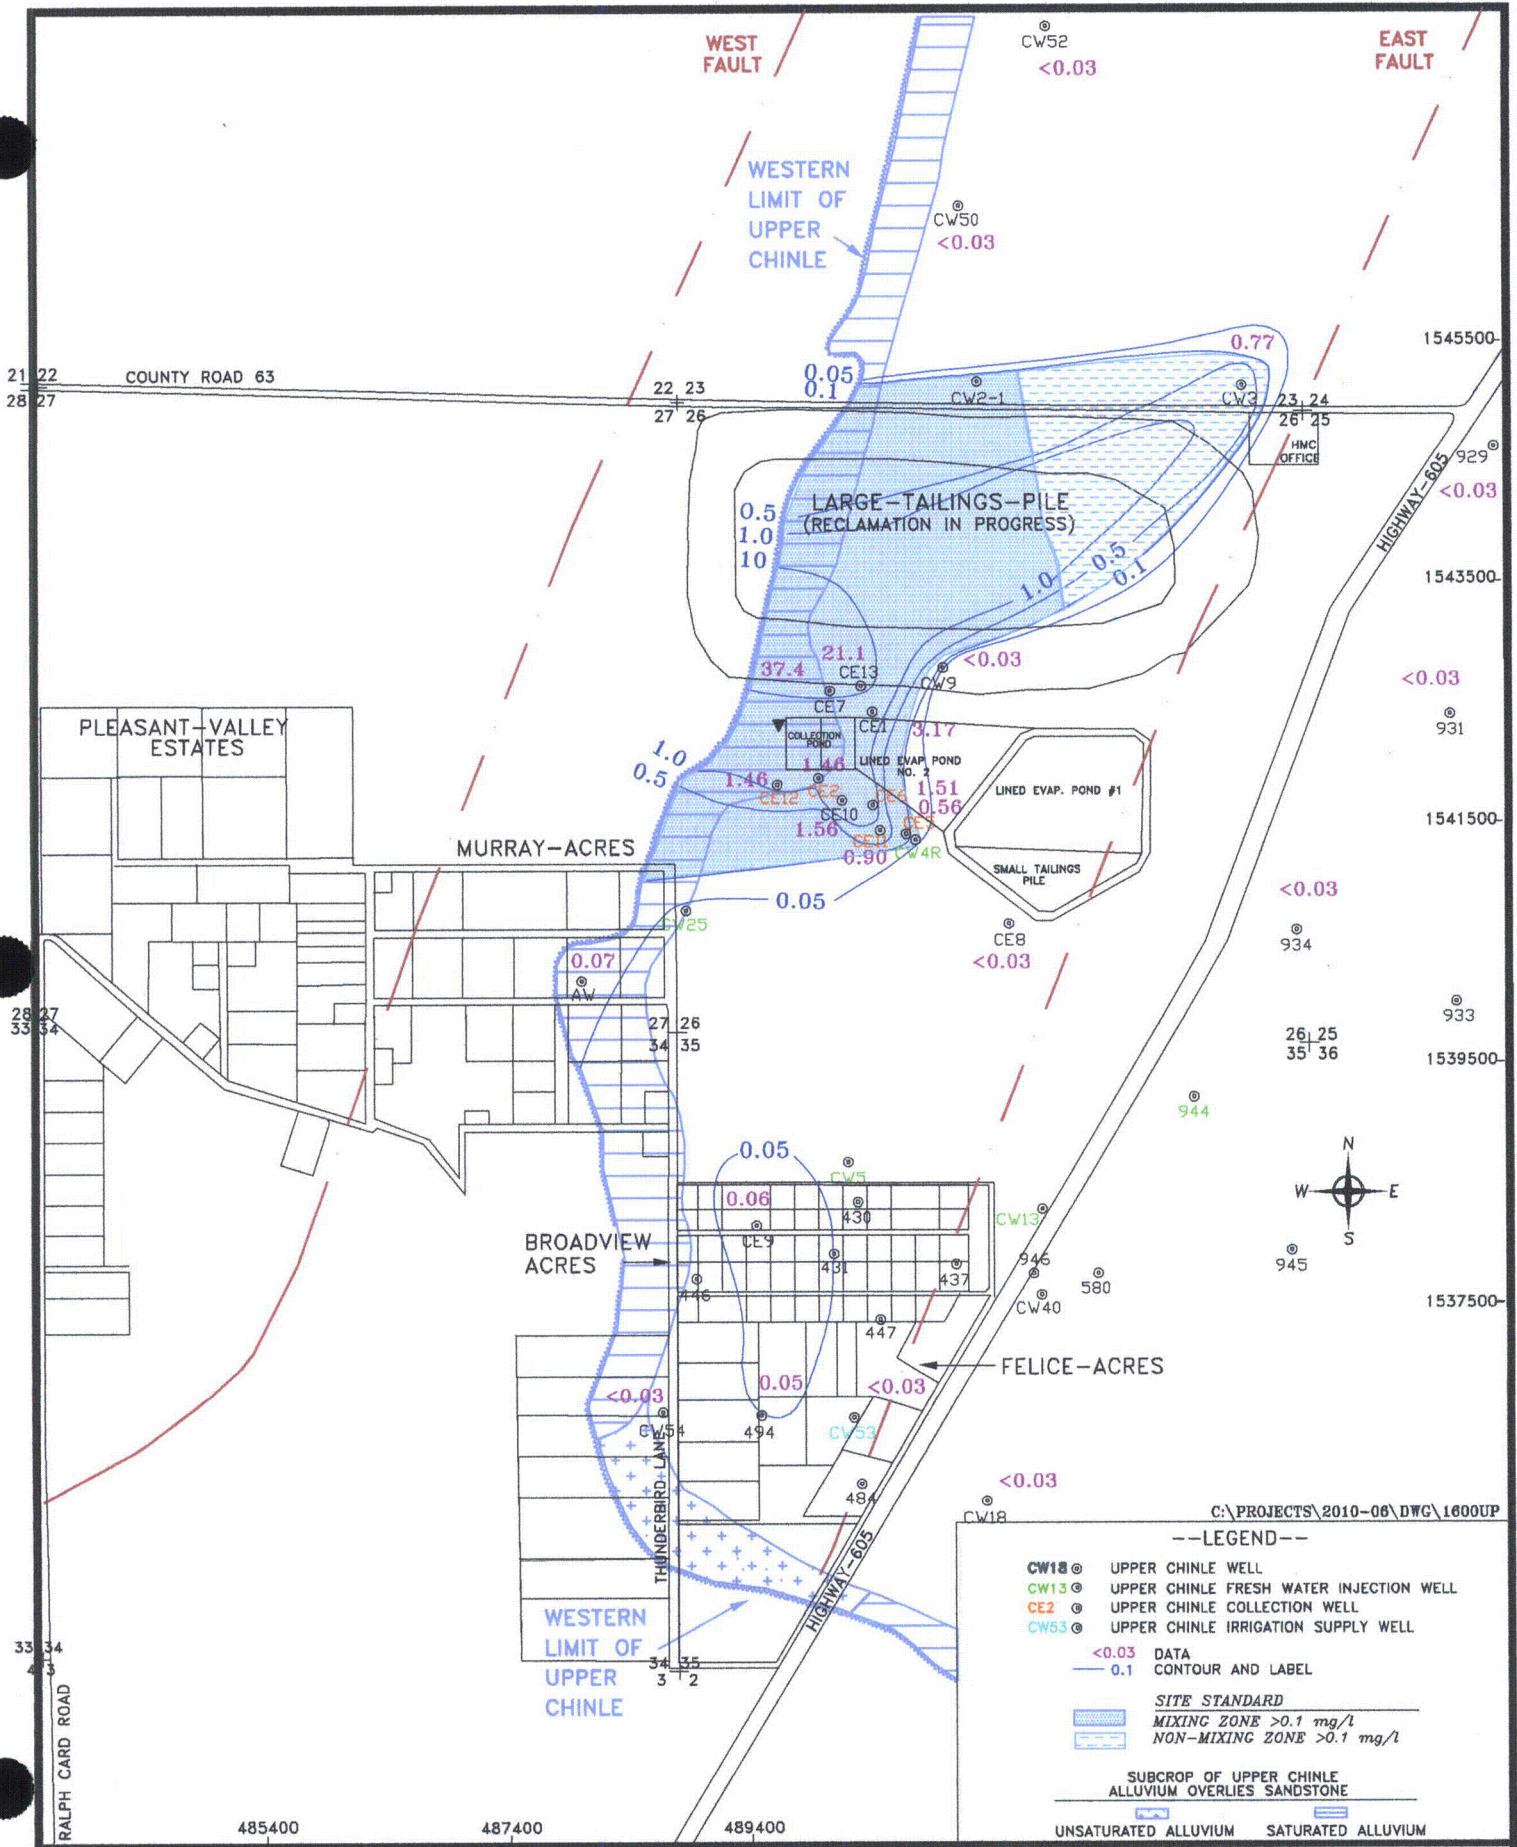 WEST
FAULT
EAST
FAULT
CW52
<0.03
WESTERN
LIMIT OF
UPPER
CHINLE
CW50
<0.03
1545500
0.77
21 22
28 27
COUNTY ROAD 63
22 23
27 26
0.05
0.1
CW2-1
CW3
23 24
26 25
HMC
OFFICE
929
<0.03
HIGHWAY-605
LARGE-TAILINGS-PILE
(RECLAMATION IN PROGRESS)
0.5
1.0
10
0.5
1.0
0.1
1543500
21.1
37.4
CE13
CE7
<0.03
CW9
<0.03
931
CE1
3.17
PLEASANT-VALLEY
ESTATES
COLLECTION
POND
LINED EVAP POND
NO. 2
1.0
0.5
1.46
1.46
CE12
CE2
CE10
CE6
1.51
0.56
LINED EVAP. POND #1
1541500
1.56
CE11
CE5
0.90
CW4R
MURRAY-ACRES
SMALL TAILINGS
PILE
0.05
<0.03
934
CW25
CE8
<0.03
0.07
AW
933
28 27
33 34
27 26
34 35
26 25
35 36
1539500
944
N
W
E
S
0.05
CW5
0.06
430
CE9
CW13
BROADVIEW
ACRES
431
437
946
580
945
446
CW40
1537500
447
FELICE-ACRES
<0.03
0.05
<0.03
CW54
494
CW53
THUNDERBIRD LANE
484
<0.03
CW18
HIGHWAY-605
WESTERN
LIMIT OF
UPPER
CHINLE
33 34
4 3
34 35
3 2
RALPH CARD ROAD
485400
487400
489400
C:\PROJECTS\2010-06\DWG\1600UP
--LEGEND--
CW18 UPPER CHINLE WELL
CW13 UPPER CHINLE FRESH WATER INJECTION WELL
CE2 UPPER CHINLE COLLECTION WELL
CW53 UPPER CHINLE IRRIGATION SUPPLY WELL
<0.03 DATA
0.1 CONTOUR AND LABEL
SITE STANDARD
MIXING ZONE >0.1 mg/l
NON-MIXING ZONE >0.1 mg/l
SUBCROP OF UPPER CHINLE
ALLUVIUM OVERLIES SANDSTONE
UNSATURATED ALLUVIUM SATURATED ALLUVIUM